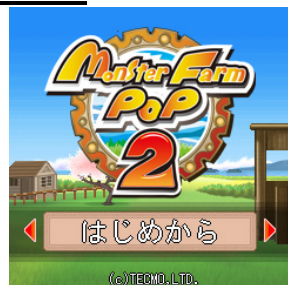 Monster Farm
POP
2
はじめから
(c)TECMO,LTD.